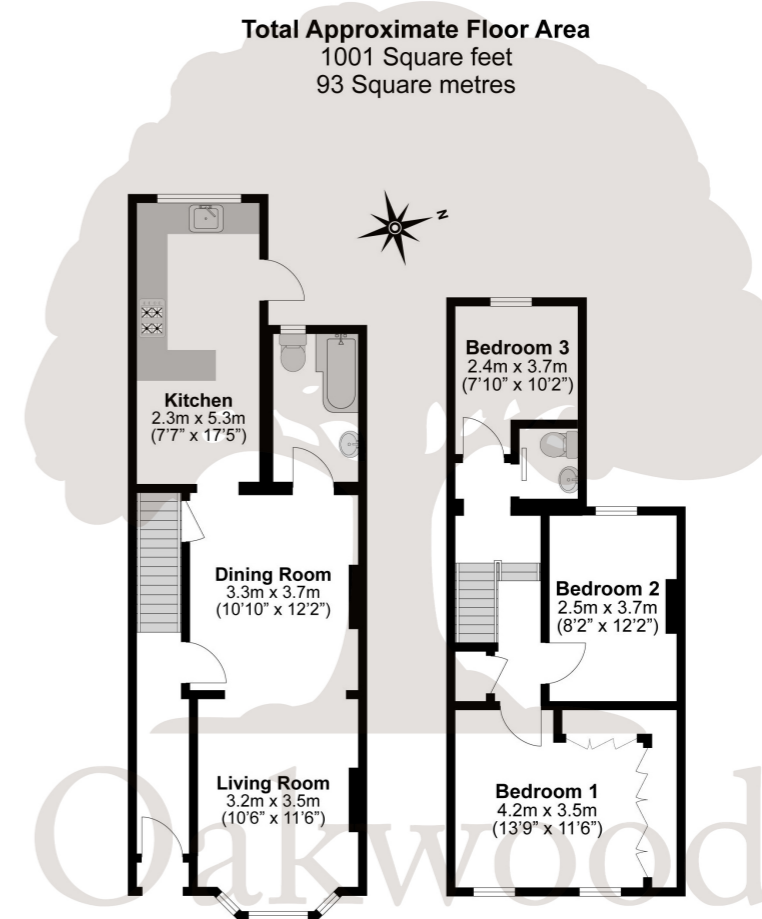 Total Approximate Floor Area
1001 Square feet
93 Square metres
N
Kitchen
2.3m x 5.3m
(7'7” x 17'5”)
Dining Room
3.3m x 3.7m
(10'10” x 12'2”)
Living Room
3.2m x 3.5m
(10'6” x 11'6”)
Bedroom 3
2.4m x 3.7m
(7'10” x 10'2”)
Bedroom 2
2.5m x 3.7m
(8'2” x 12'2”)
Bedroom 1
4.2m x 3.5m
(13'9” x 11'6”)
Oakwood